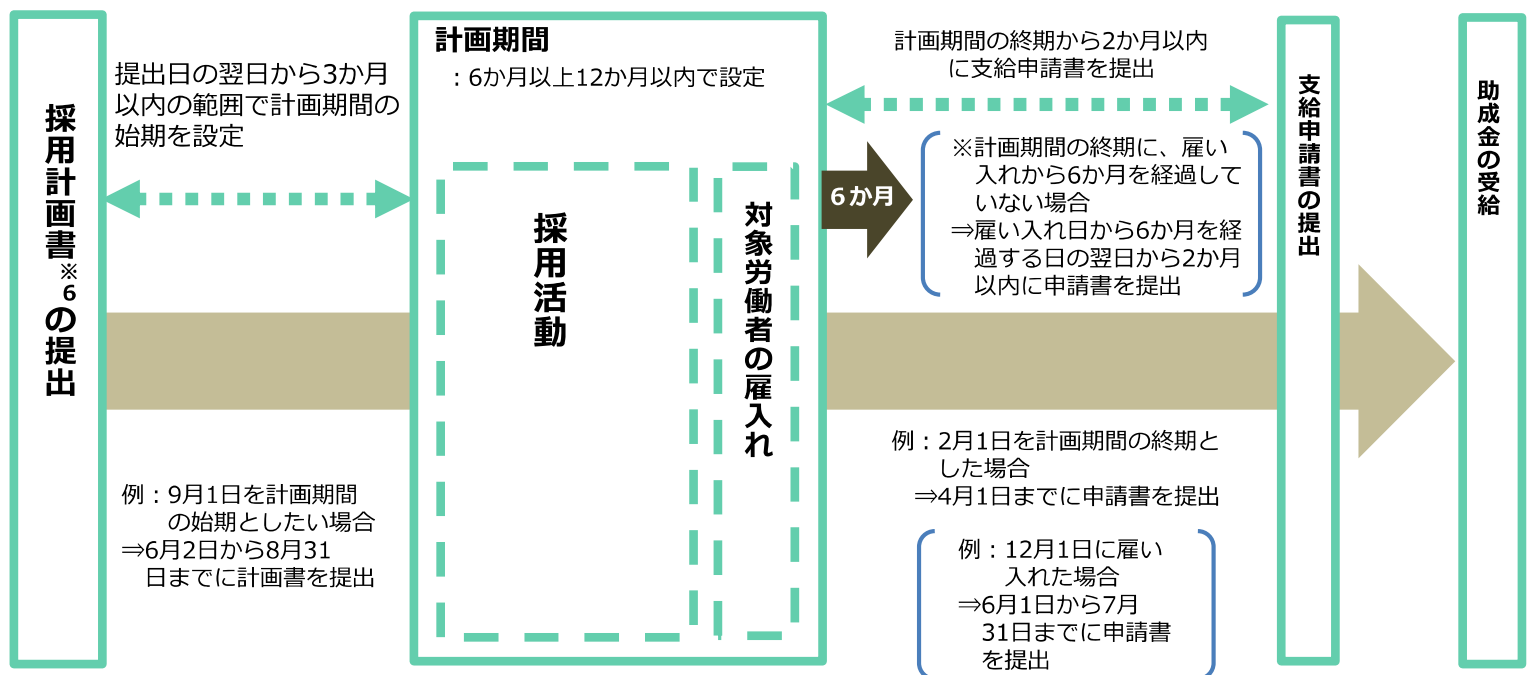 採用計画書※6の提出
提出日の翌日から3か月
以内の範囲で計画期間の
始期を設定
例：9月1日を計画期間
の始期としたい場合
⇒6月2日から8月31
日までに計画書を提出
計画期間
：6か月以上12か月以内で設定
採用活動
対象労働者の雇入れ
計画期間の終期から2か月以内
に支給申請書を提出
６か月
※計画期間の終期に、雇い
入れから6か月を経過して
いない場合
⇒雇い入れ日から6か月を経
過する日の翌日から2か月
以内に申請書を提出
例：2月1日を計画期間の終期と
した場合
⇒4月1日までに申請書を提出
例：12月1日に雇い
入れた場合
⇒6月1日から7月
31日までに申請書
を提出
支給申請書の提出
助成金の受給